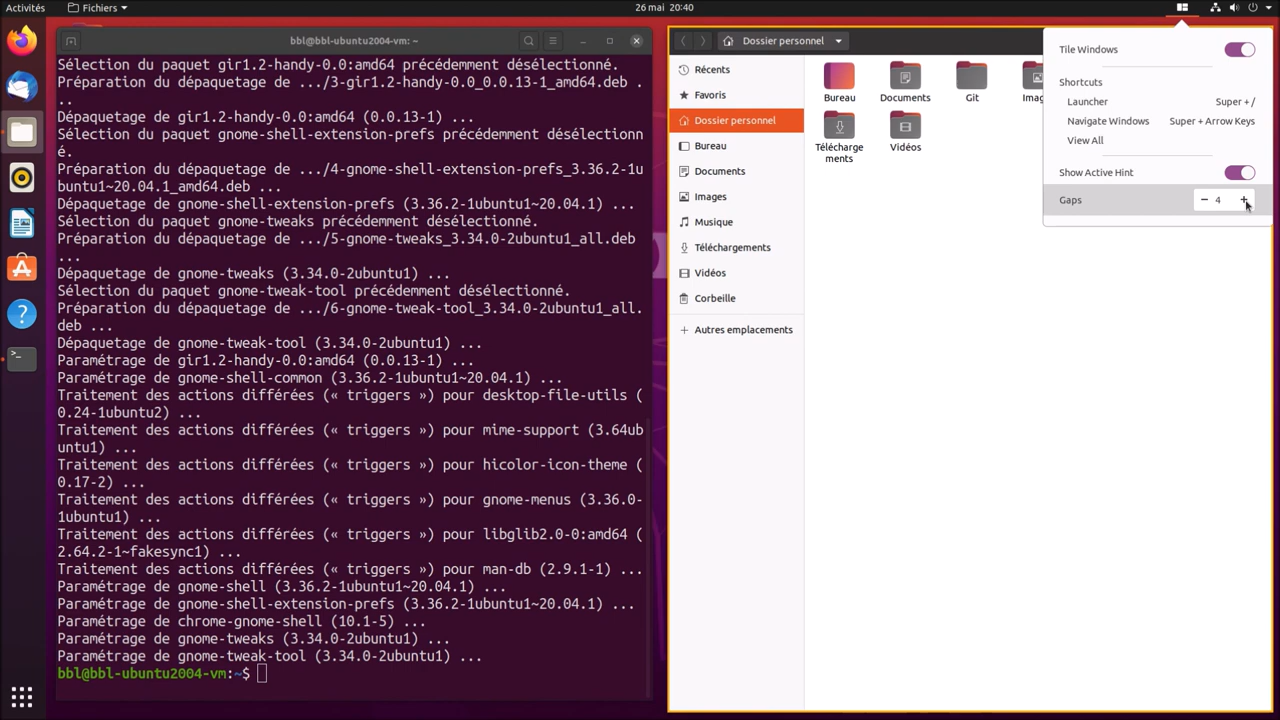 Activités
Fichiers
26 mai 20:40
bbl@bbl-ubuntu2004-vm: ~
Sélection du paquet gir1.2-handy-0.0:amd64 précédemment désélectionné.
Préparation du dépaquetage de .../3-gir1.2-handy-0.0_0.0.13-1_amd64.deb .
..
Dépaquetage de gir1.2-handy-0.0:amd64 (0.0.13-1) ...
Sélection du paquet gnome-shell-extension-prefs précédemment désélectionn
é.
Préparation du dépaquetage de .../4-gnome-shell-extension-prefs_3.36.2-1u
buntu1~20.04.1_amd64.deb ...
Dépaquetage de gnome-shell-extension-prefs (3.36.2-1ubuntu1~20.04.1) ...
Sélection du paquet gnome-tweaks précédemment désélectionné.
Préparation du dépaquetage de .../5-gnome-tweaks_3.34.0-2ubuntu1_all.deb
...
Dépaquetage de gnome-tweaks (3.34.0-2ubuntu1) ...
Sélection du paquet gnome-tweak-tool précédemment désélectionné.
Préparation du dépaquetage de .../6-gnome-tweak-tool_3.34.0-2ubuntu1_all.
deb ...
Dépaquetage de gnome-tweak-tool (3.34.0-2ubuntu1) ...
Paramétrage de gir1.2-handy-0.0:amd64 (0.0.13-1) ...
Paramétrage de gnome-shell-common (3.36.2-1ubuntu1~20.04.1) ...
Traitement des actions différées (« triggers ») pour desktop-file-utils (
0.24-1ubuntu2) ...
Traitement des actions différées (« triggers ») pour mime-support (3.64ub
untu1) ...
Traitement des actions différées (« triggers ») pour hicolor-icon-theme (
0.17-2) ...
Traitement des actions différées (« triggers ») pour gnome-menus (3.36.0-
1ubuntu1) ...
Traitement des actions différées (« triggers ») pour libglib2.0-0:amd64 (
2.64.2-1~fakesync1) ...
Traitement des actions différées (« triggers ») pour man-db (2.9.1-1) ...
Paramétrage de gnome-shell (3.36.2-1ubuntu1~20.04.1) ...
Paramétrage de gnome-shell-extension-prefs (3.36.2-1ubuntu1~20.04.1) ...
Paramétrage de chrome-gnome-shell (10.1-5) ...
Paramétrage de gnome-tweaks (3.34.0-2ubuntu1) ...
Paramétrage de gnome-tweak-tool (3.34.0-2ubuntu1) ...
bbl@bbl-ubuntu2004-vm:~$
Dossier personnel
Récents
Favoris
Dossier personnel
Bureau
Documents
Images
Musique
Téléchargements
Vidéos
Corbeille
+ Autres emplacements
Bureau
Documents
Git
Télécharge
ments
Vidéos
Tile Windows
Shortcuts
Launcher Super + /
Navigate Windows Super + Arrow Keys
View All
Show Active Hint
Gaps − 4 +